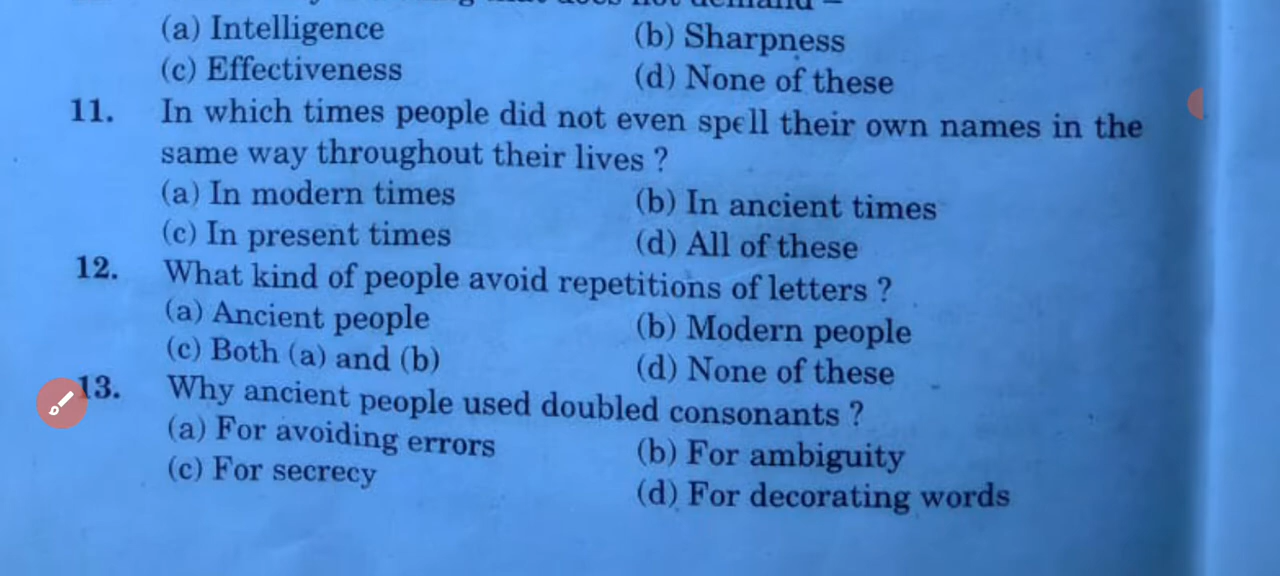 (a) Intelligence (b) Sharpness
(c) Effectiveness (d) None of these
11. In which times people did not even spell their own names in the
same way throughout their lives ?
(a) In modern times (b) In ancient times
(c) In present times (d) All of these
12. What kind of people avoid repetitions of letters ?
(a) Ancient people (b) Modern people
(c) Both (a) and (b) (d) None of these
13. Why ancient people used doubled consonants ?
(a) For avoiding errors (b) For ambiguity
(c) For secrecy (d) For decorating words